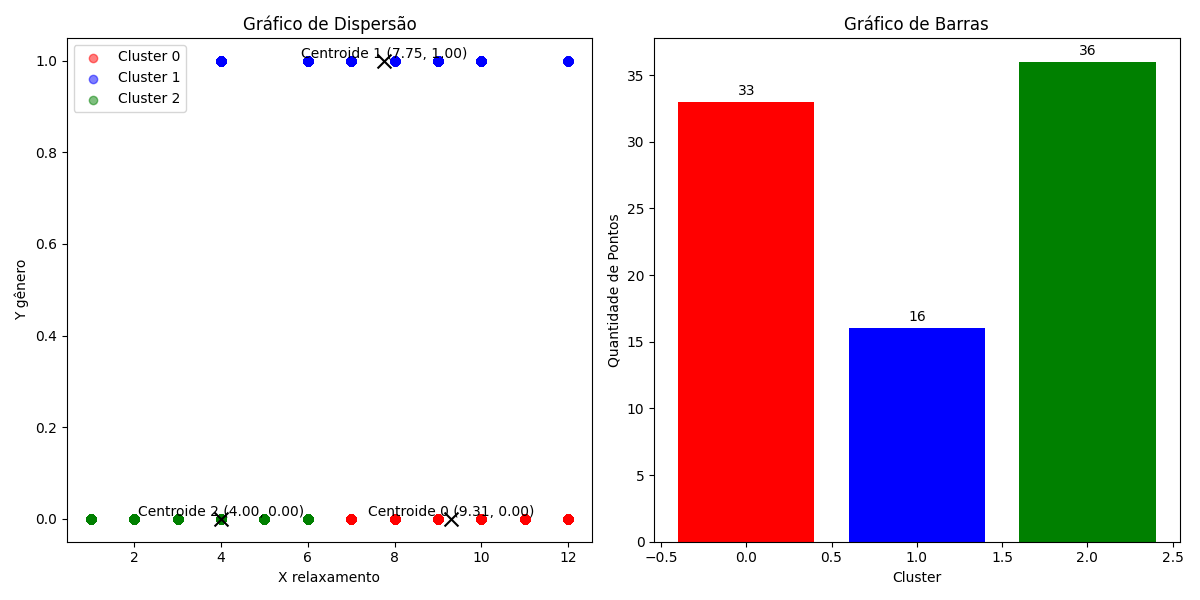 Gráfico de Dispersão
Centroide 1 (7.75, 1.00)
Cluster 0
Cluster 1
Cluster 2
1.0
0.8
0.6
0.4
0.2
0.0
Y gênero
Centroide 2 (4.00, 0.00)
Centroide 0 (9.31, 0.00)
2 4 6 8 10 12
X relaxamento
Gráfico de Barras
36
33
16
35
30
25
20
15
10
5
0
Quantidade de Pontos
−0.5 0.0 0.5 1.0 1.5 2.0 2.5
Cluster